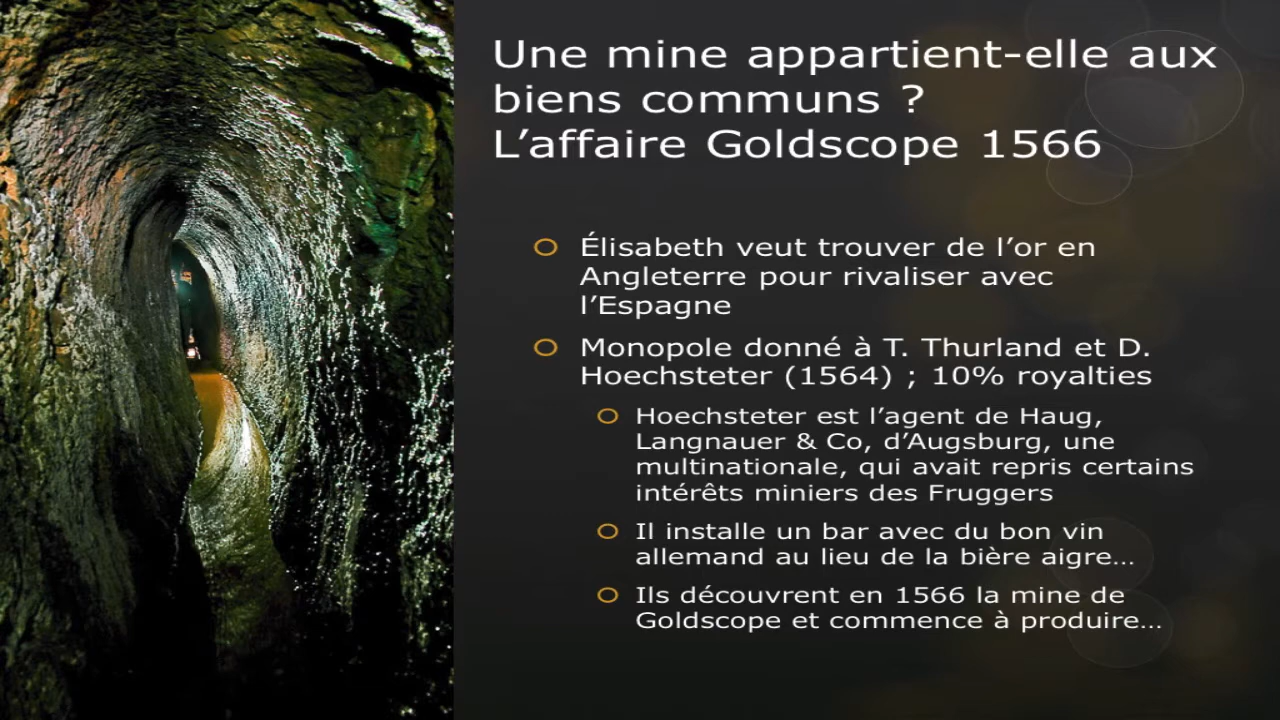 Une mine appartient-elle aux
biens communs ?
L’affaire Goldscope 1566
Élisabeth veut trouver de l’or en
Angleterre pour rivaliser avec
l’Espagne
Monopole donné à T. Thurland et D.
Hoechsteter (1564) ; 10% royalties
Hoechsteter est l’agent de Haug,
Langnauer & Co, d’Augsburg, une
multinationale, qui avait repris certains
intérêts miniers des Fruggers
Il installe un bar avec du bon vin
allemand au lieu de la bière aigre…
Ils découvrent en 1566 la mine de
Goldscope et commence à produire…